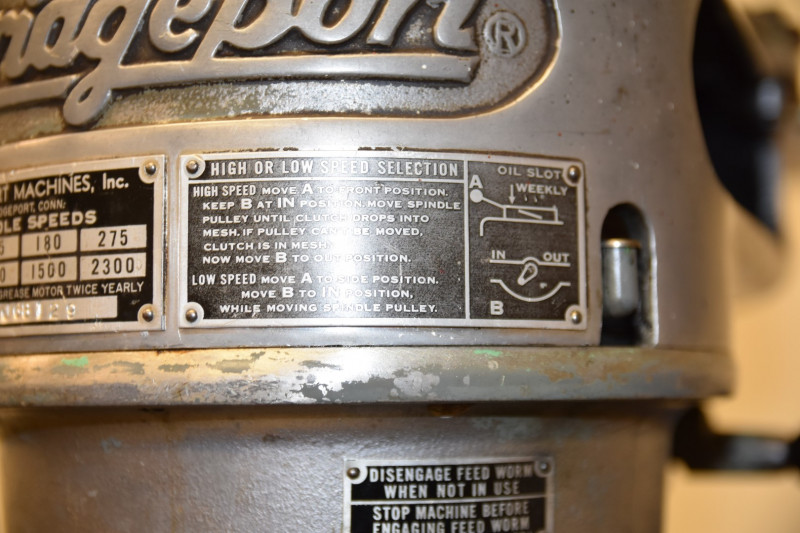 ®
HIGH OR LOW SPEED SELECTION
HIGH SPEED MOVE A TO FRONT POSITION.
KEEP B AT IN POSITION MOVE SPINDLE
PULLEY UNTIL CLUTCH DROPS INTO
MESH. IF PULLEY CAN'T BE MOVED,
CLUTCH IS IN MESH.
NOW MOVE B TO OUT POSITION.
LOW SPEED MOVE A TO SIDE POSITION.
MOVE B TO IN POSITION,
WHILE MOVING SPINDLE PULLEY.
OIL SLOT
WEEKLY
A
IN OUT
B
MACHINES, Inc.
CONN.
SPEEDS
180 275
1500 2300
GREASE MOTOR TWICE YEARLY
DISENGAGE FEED WORM
WHEN NOT IN USE
STOP MACHINE BEFORE
ENGAGING FEED WORM